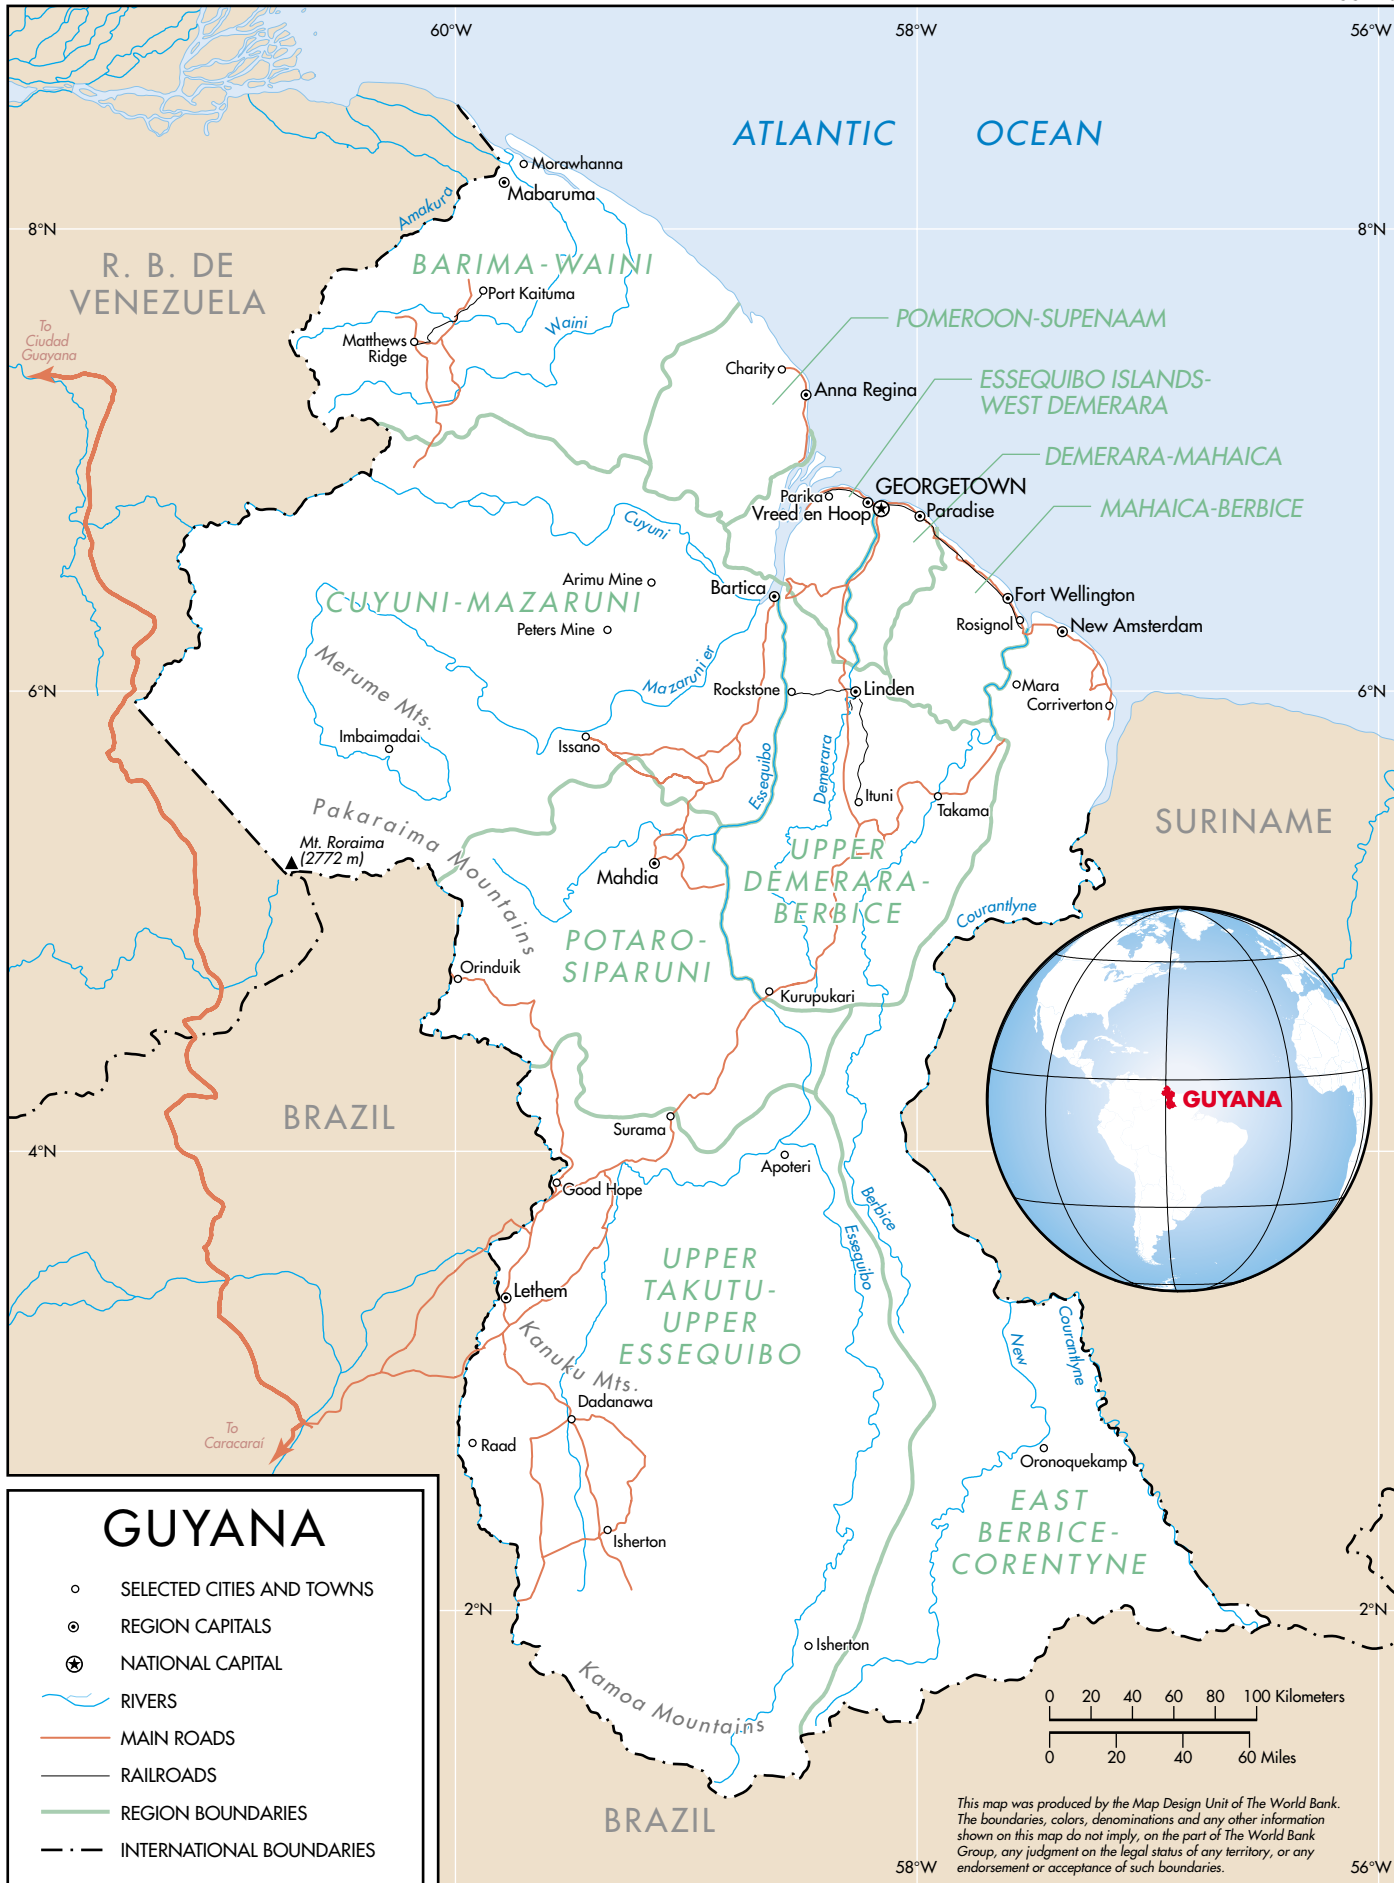 60°W
58°W
56°W
ATLANTIC OCEAN
Morawhanna
Mabaruma
Amakura
8°N
8°N
R. B. DE
VENEZUELA
BARIMA-WAINI
Port Kaituma
Waini
To
Ciudad
Guayana
Matthews
Ridge
POMEROON-SUPENAAM
Charity
Anna Regina
ESSEQUIBO ISLANDS-
WEST DEMERARA
DEMERARA-MAHAICA
Parika
GEORGETOWN
Vreed en Hoop
Paradise
MAHAICA-BERBICE
Cuyuni
Arimu Mine
Bartica
CUYUNI-MAZARUNI
Fort Wellington
Peters Mine
Rosignol
New Amsterdam
Merume Mts.
Mazaruni er
6°N
6°N
Rockstone
Linden
Mara
Corriverton
Imbaimadai
Issano
Essequibo
Demerara
Ituni
Takama
Pakaraima Mountains
SURINAME
Mt. Roraima
(2772 m)
Mahdia
UPPER
DEMERARA-
BERBICE
Courantlyne
POTARO-
SIPARUNI
Orinduik
Kurupukari
GUYANA
BRAZIL
Surama
4°N
Apoteri
Good Hope
Berbice
Essequibo
UPPER
TAKUTU-
UPPER
ESSEQUIBO
Lethem
Kanuku Mts.
New
Courantlyne
Dadanawa
To
Caracaraí
Raad
Oronoquekamp
EAST
BERBICE-
CORENTYNE
Isherton
2°N
2°N
Isherton
Kamoa Mountains
BRAZIL
GUYANA
SELECTED CITIES AND TOWNS
REGION CAPITALS
NATIONAL CAPITAL
RIVERS
MAIN ROADS
RAILROADS
REGION BOUNDARIES
INTERNATIONAL BOUNDARIES
0 20 40 60 80 100 Kilometers
0 20 40 60 Miles
This map was produced by the Map Design Unit of The World Bank.
The boundaries, colors, denominations and any other information
shown on this map do not imply, on the part of The World Bank
Group, any judgment on the legal status of any territory, or any
endorsement or acceptance of such boundaries.
58°W
56°W